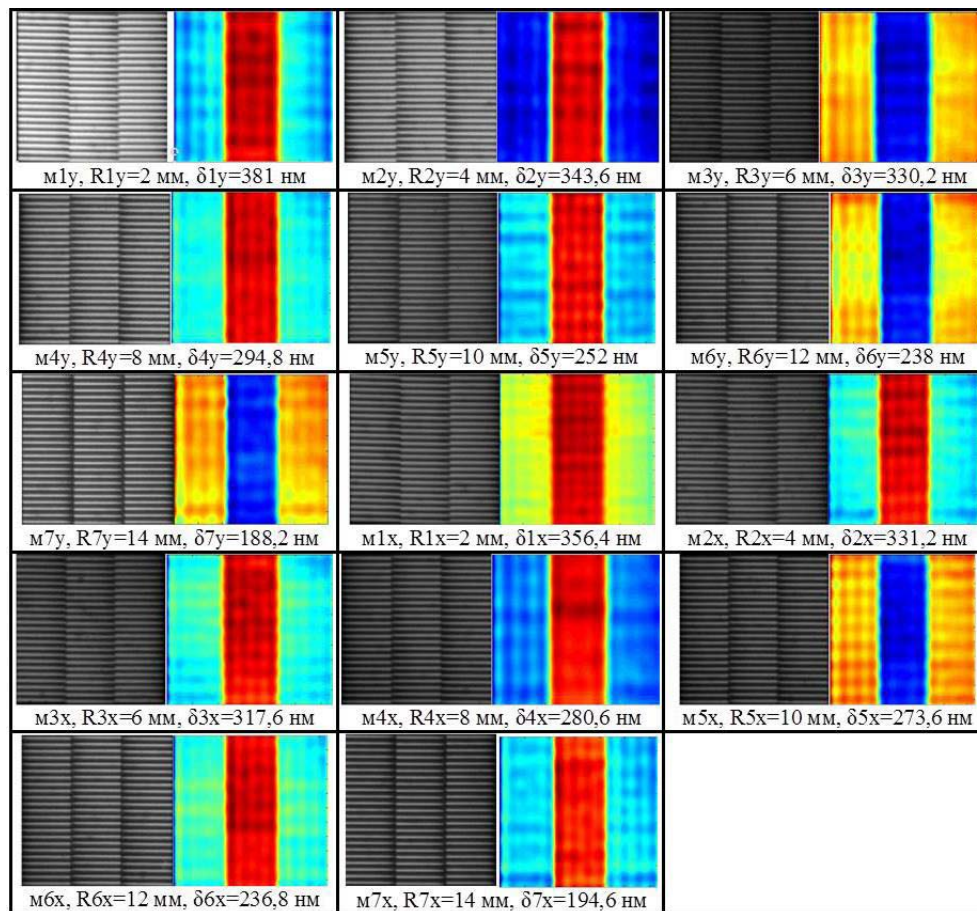 м1y, R1y=2 мм, δ1y=381 нм
м2y, R2y=4 мм, δ2y=343,6 нм
м3y, R3y=6 мм, δ3y=330,2 нм
м4y, R4y=8 мм, δ4y=294,8 нм
м5y, R5y=10 мм, δ5y=252 нм
м6y, R6y=12 мм, δ6y=238 нм
м7y, R7y=14 мм, δ7y=188,2 нм
м1x, R1x=2 мм, δ1x=356,4 нм
м2x, R2x=4 мм, δ2x=331,2 нм
м3x, R3x=6 мм, δ3x=317,6 нм
м4x, R4x=8 мм, δ4x=280,6 нм
м5x, R5x=10 мм, δ5x=273,6 нм
м6x, R6x=12 мм, δ6x=236,8 нм
м7x, R7x=14 мм, δ7x=194,6 нм